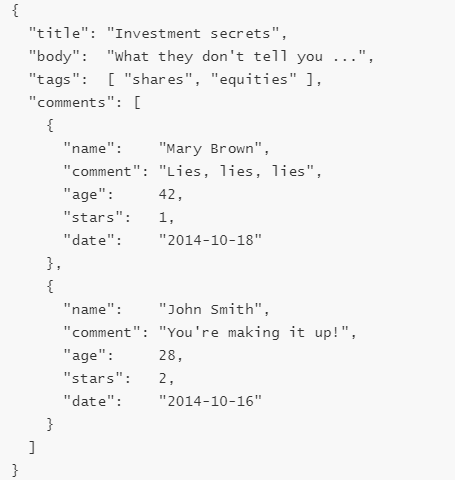 {
  "title": "Investment secrets",
  "body":  "What they don't tell you ...",
  "tags":  [ "shares", "equities" ],
  "comments": [
    {
      "name":    "Mary Brown",
      "comment": "Lies, lies, lies",
      "age":     42,
      "stars":   1,
      "date":    "2014-10-18"
    },
    {
      "name":    "John Smith",
      "comment": "You're making it up!",
      "age":     28,
      "stars":   2,
      "date":    "2014-10-16"
    }
  ]
}